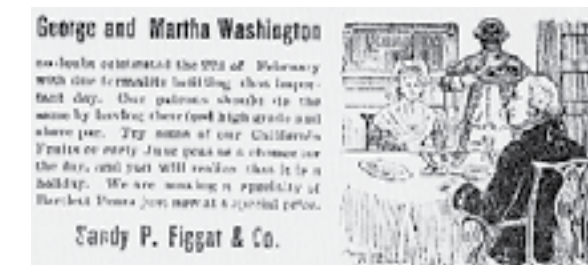 George and Martha Washington
no doubt celebrated the 22d of February
with due formality befitting that impor-
tant day. Our patrons should do the
same by having their food high grade and
above par. Try some of our California
Fruits or early June peas as a chance for
the day, and you will realize that it is a
holiday. We are making a specialty of
Bartlett Pears just now at a special price.
Sandy P. Figgat & Co.